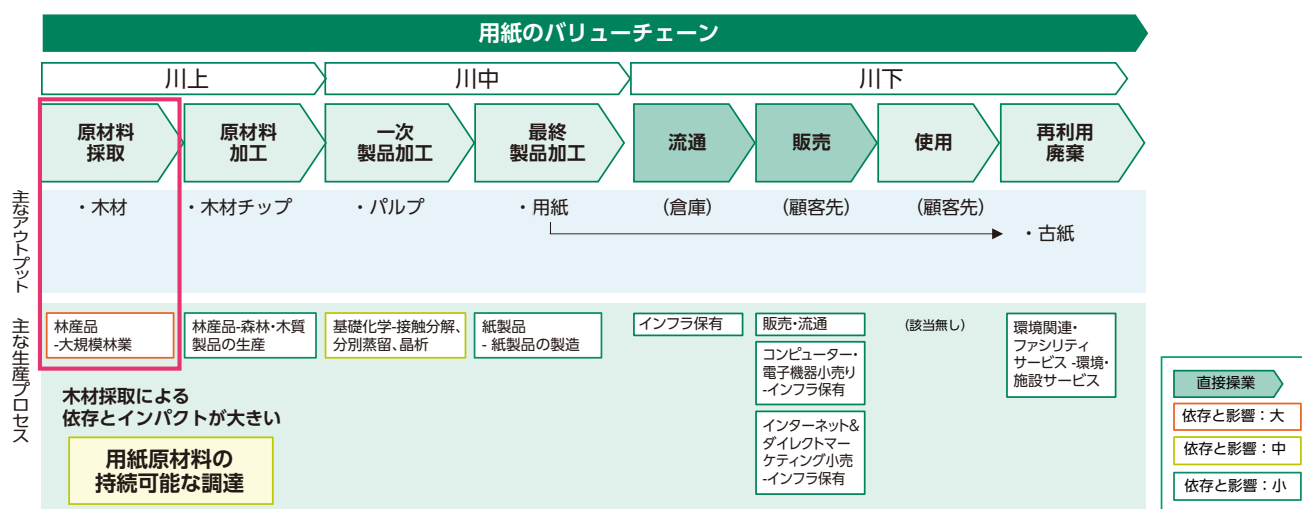 用紙のバリューチェーン
川上
川中
川下
原材料
採取
原材料
加工
一次
製品加工
最終
製品加工
流通
販売
使用
再利用
廃棄
主なアウトプット
・木材
・木材チップ
・パルプ
・用紙
(倉庫)
(顧客先)
(顧客先)
・古紙
主な生産プロセス
林産品
-大規模林業
林産品-森林・木質
製品の生産
基礎化学-接触分解、
分別蒸留、晶析
紙製品
- 紙製品の製造
インフラ保有
販売・流通
コンピューター・
電子機器小売り
-インフラ保有
インターネット&
ダイレクトマー
ケティング小売
-インフラ保有
(該当無し)
環境関連・
ファシリティ
サービス -環境・
施設サービス
木材採取による
依存とインパクトが大きい
用紙原材料の
持続可能な調達
直接操業
依存と影響：大
依存と影響：中
依存と影響：小